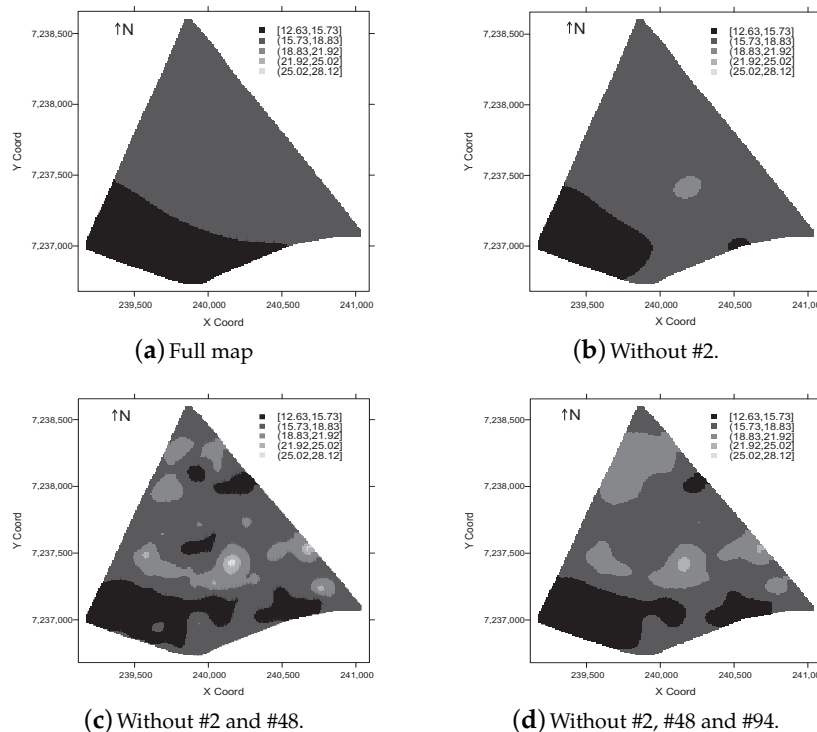 ↑N
[12.63,15.73]
(15.73,18.83]
(18.83,21.92]
(21.92,25.02]
(25.02,28.12]
7,238,500
7,238,000
7,237,500
7,237,000
Y Coord
239,500 240,000 240,500 241,000
X Coord
(a) Full map
↑N
[12.63,15.73]
(15.73,18.83]
(18.83,21.92]
(21.92,25.02]
(25.02,28.12]
7,238,500
7,238,000
7,237,500
7,237,000
Y Coord
239,500 240,000 240,500 241,000
X Coord
(b) Without #2.
↑N
[12.63,15.73]
(15.73,18.83]
(18.83,21.92]
(21.92,25.02]
(25.02,28.12]
7,238,500
7,238,000
7,237,500
7,237,000
Y Coord
239,500 240,000 240,500 241,000
X Coord
(c) Without #2 and #48.
↑N
[12.63,15.73]
(15.73,18.83]
(18.83,21.92]
(21.92,25.02]
(25.02,28.12]
7,238,500
7,238,000
7,237,500
7,237,000
Y Coord
239,500 240,000 240,500 241,000
X Coord
(d) Without #2, #48 and #94.